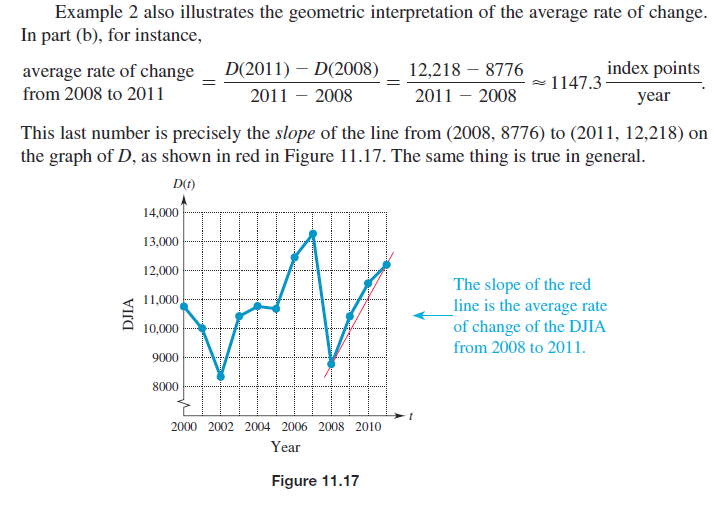 Example 2 also illustrates the geometric interpretation of the average rate of change.
In part (b), for instance,
average rate of change from 2008 to 2011 = D(2011) − D(2008) / 2011 − 2008 = 12,218 − 8776 / 2011 − 2008 ≈ 1147.3 index points / year.
This last number is precisely the slope of the line from (2008, 8776) to (2011, 12,218) on
the graph of D, as shown in red in Figure 11.17. The same thing is true in general.
D(t)
14,000
13,000
12,000
11,000
10,000
9000
8000
DJIA
2000 2002 2004 2006 2008 2010
t
Year
The slope of the red
line is the average rate
of change of the DJIA
from 2008 to 2011.
Figure 11.17